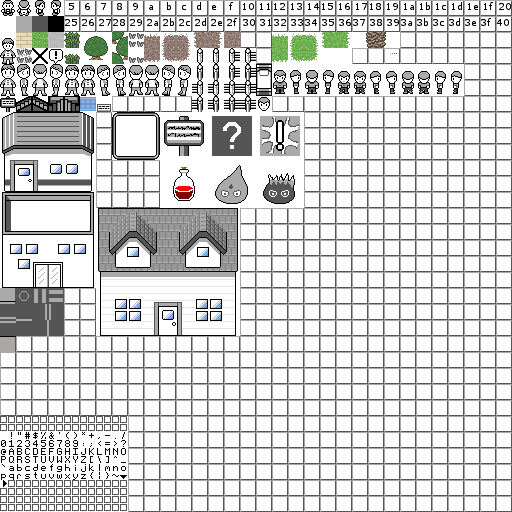 5 6 7 8 9 a b c d e f 10 11 12 13 14 15 16 17 18 19 1a 1b 1c 1d 1e 1f 20
25 26 27 28 29 2a 2b 2c 2d 2e 2f 30 31 32 33 34 35 36 37 38 39 3a 3b 3c 3d 3e 3f 40
!
? !
!"#$%&'()*+,-./
0123456789:;<=>?
@ABCDEFGHIJKLMNO
PQRSTUVWXYZ[\]^_
`abcdefghijklmno
pqrstuvwxyz{|}~▼